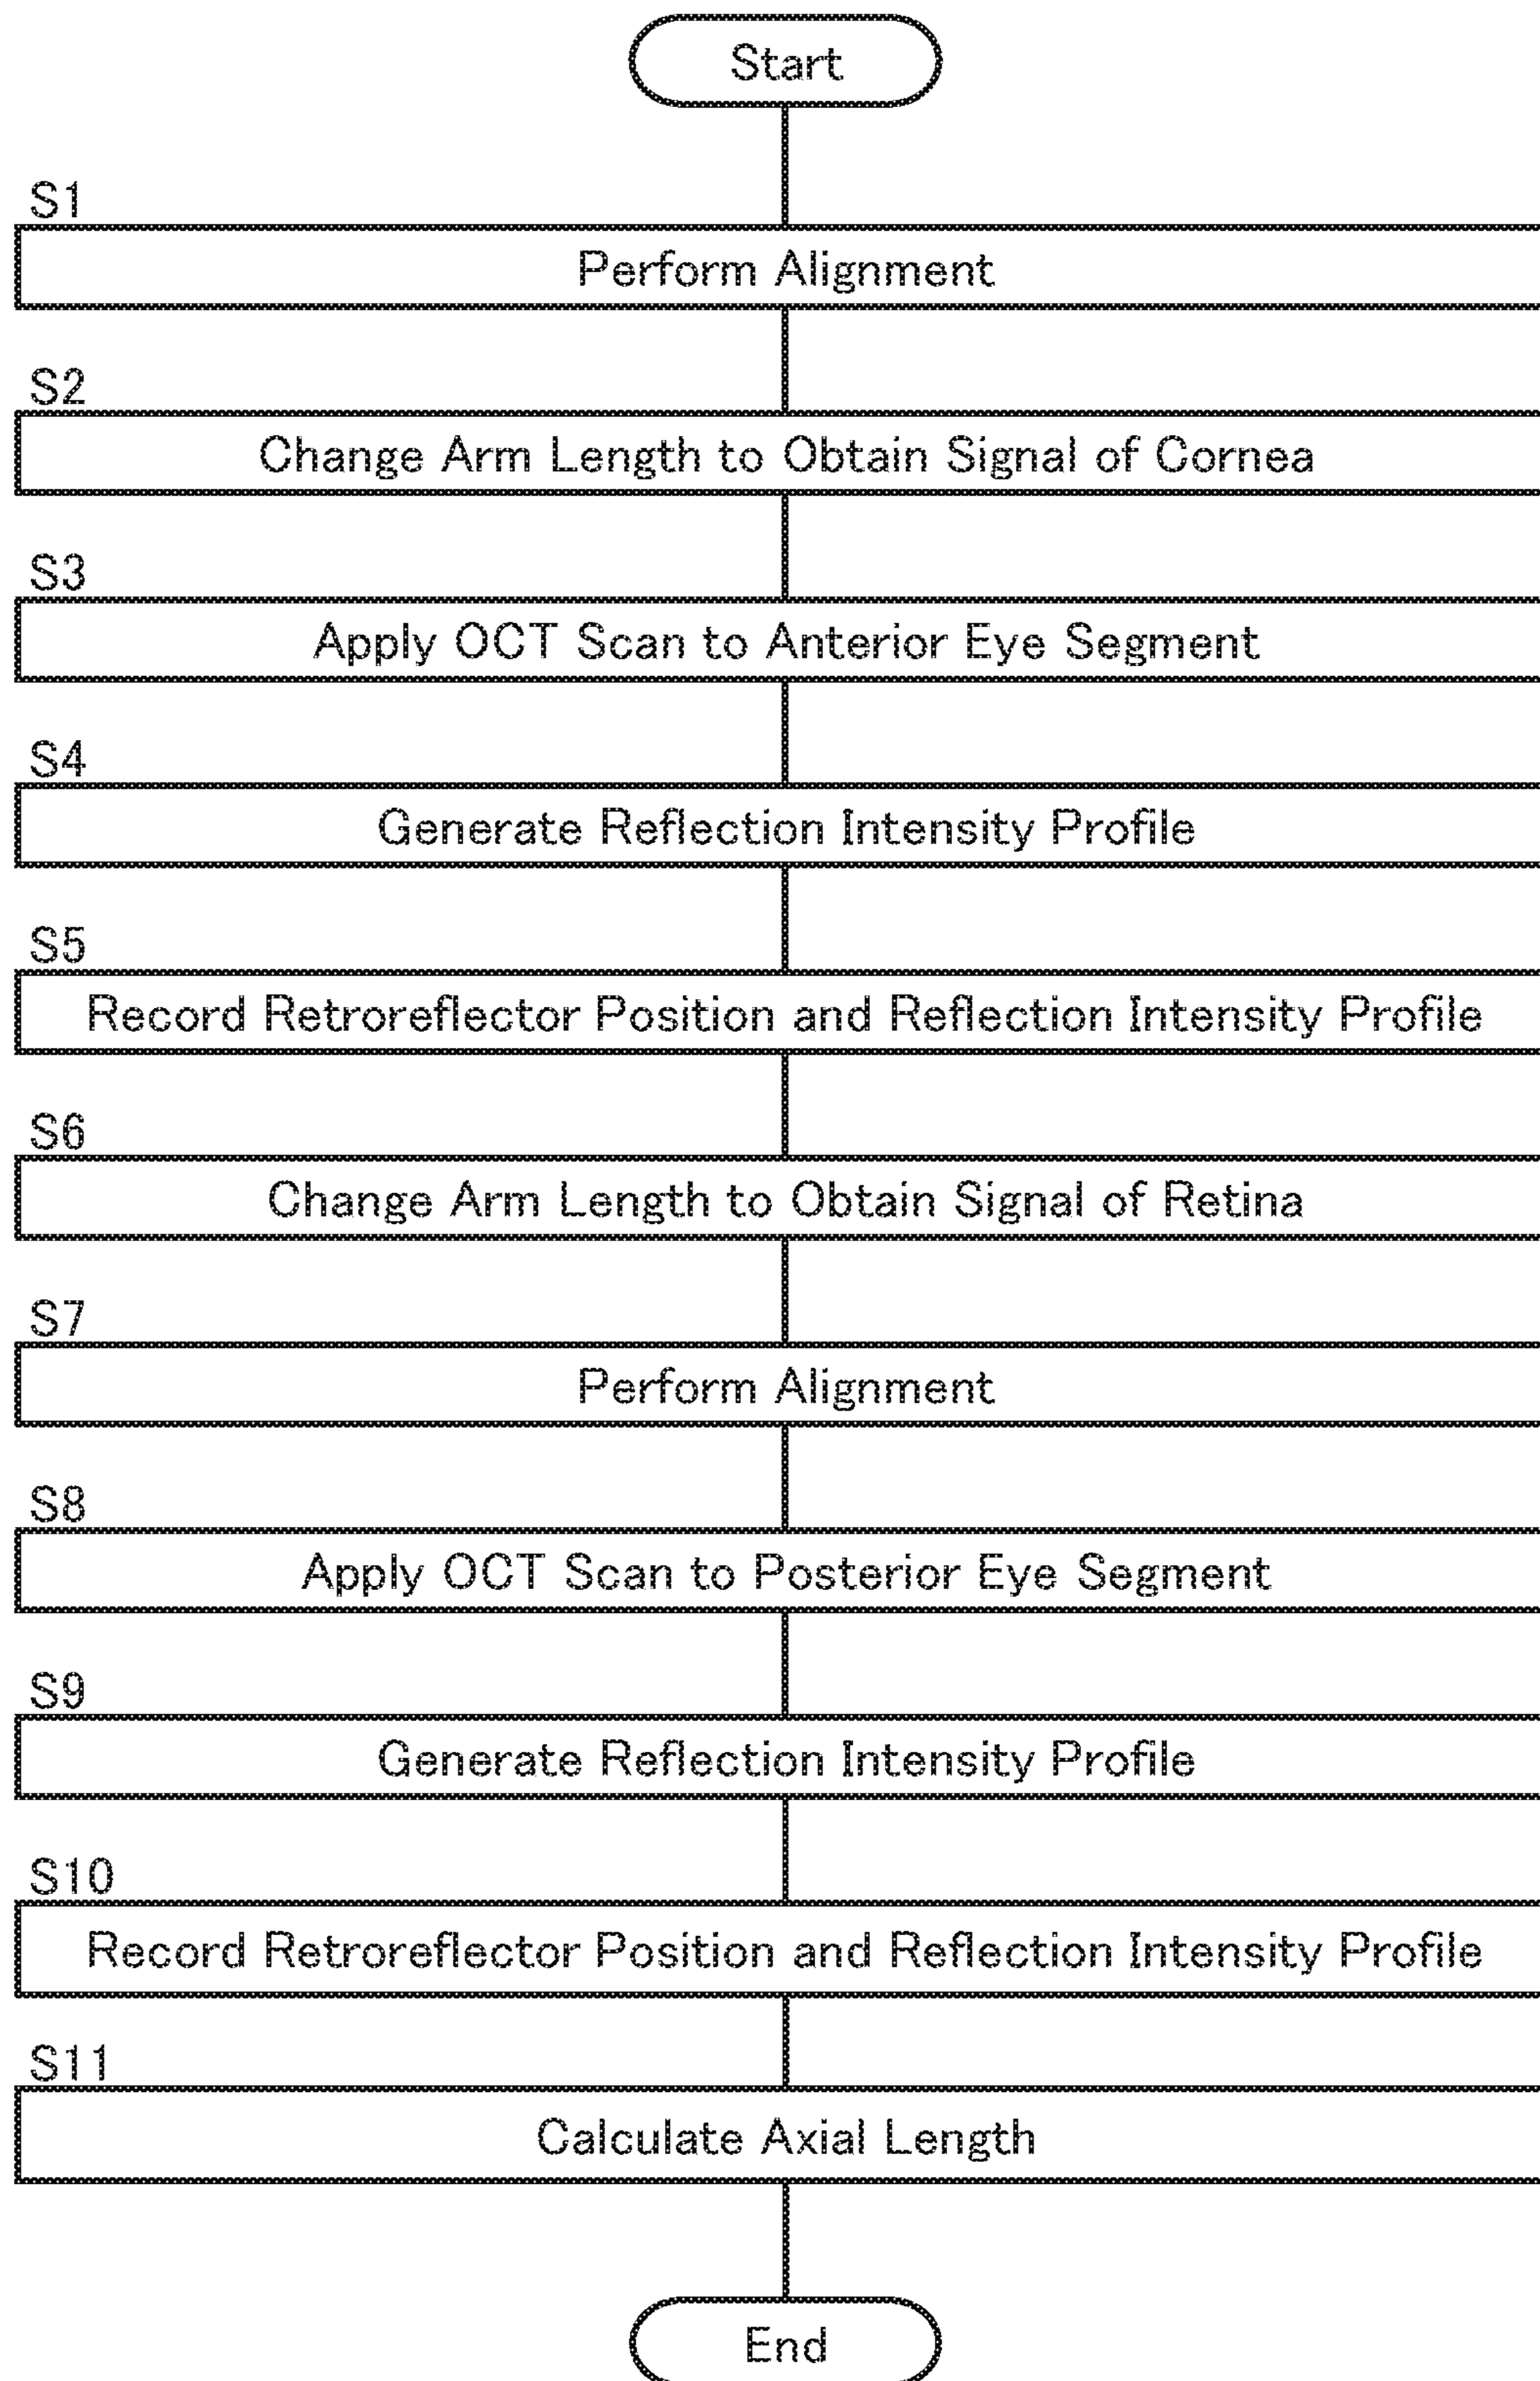 Start
S1
Perform Alignment
S2
Change Arm Length to Obtain Signal of Cornea
S3
Apply OCT Scan to Anterior Eye Segment
S4
Generate Reflection Intensity Profile
S5
Record Retroreflector Position and Reflection Intensity Profile
S6
Change Arm Length to Obtain Signal of Retina
S7
Perform Alignment
S8
Apply OCT Scan to Posterior Eye Segment
S9
Generate Reflection Intensity Profile
S10
Record Retroreflector Position and Reflection Intensity Profile
S11
Calculate Axial Length
End